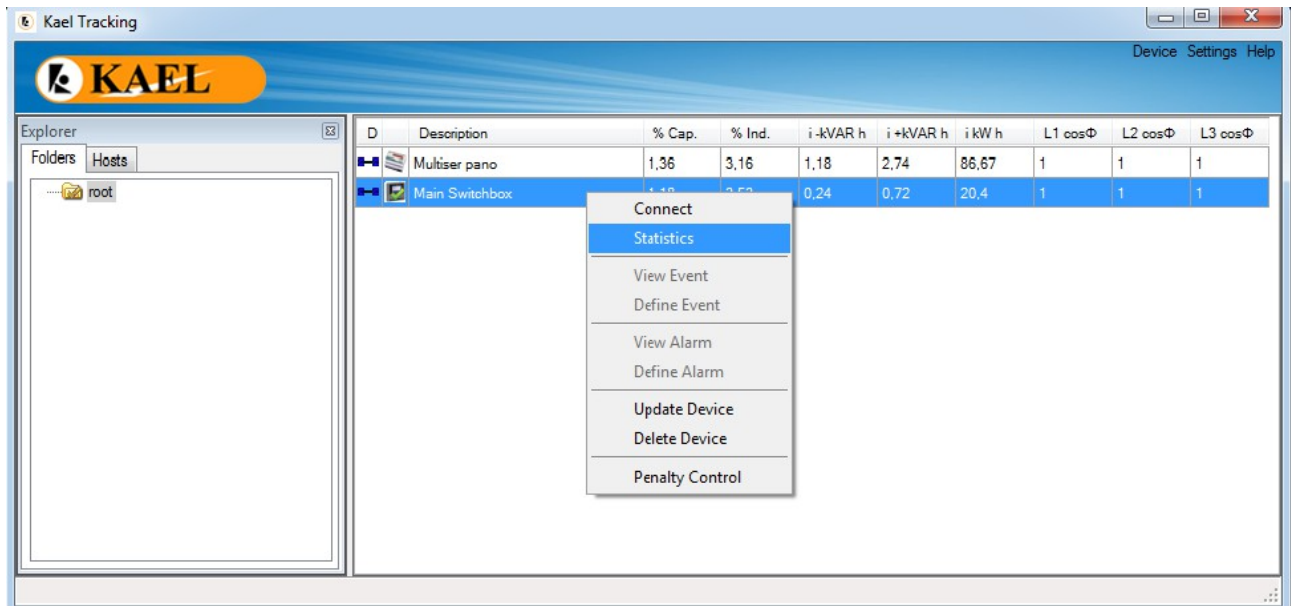 Kael Tracking
KAEL
Device Settings Help
Explorer
Folders Hosts
root
D Description % Cap. % Ind. i -kVAR h i +kVAR h i kW h L1 cosΦ L2 cosΦ L3 cosΦ
Multiser pano 1,36 3,16 1,18 2,74 86,67 1 1 1
Main Switchbox 0,24 0,72 20,4 1 1 1
Connect
Statistics
View Event
Define Event
View Alarm
Define Alarm
Update Device
Delete Device
Penalty Control